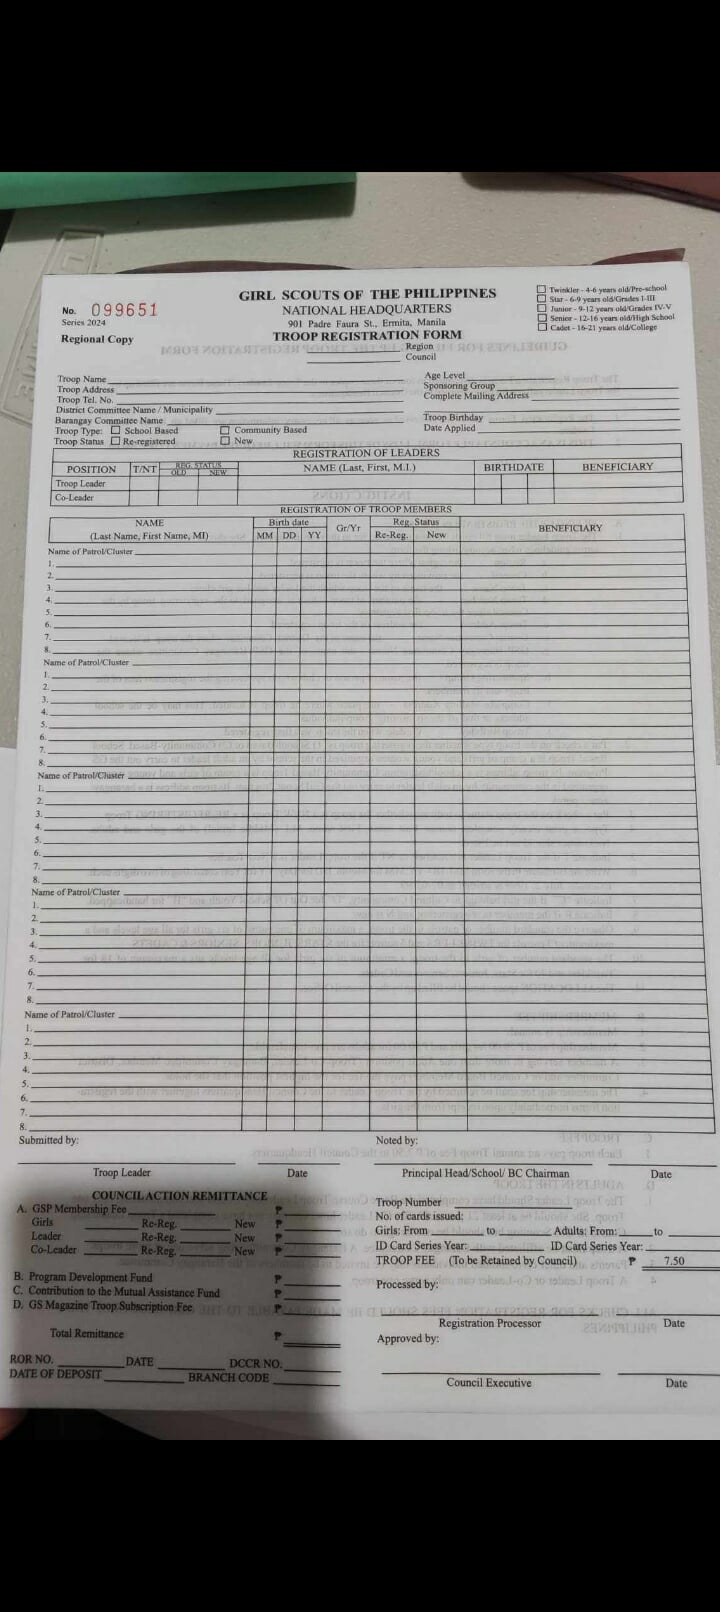 GIRL SCOUTS OF THE PHILIPPINES
NATIONAL HEADQUARTERS
901 Padre Faura St., Ermita, Manila
TROOP REGISTRATION FORM
Region
Council
No. 099651
Series 2024
Regional Copy
Twinkler - 4-6 years old/Pre-school
Star - 6-9 years old/Grades I-III
Junior - 9-12 years old/Grades IV-V
Senior - 12-16 years old/High School
Cadet - 16-21 years old/College
Troop Name
Troop Address
Troop Tel. No.
District Committee Name / Municipality
Barangay Committee Name
Troop Type: School Based Community Based
Troop Status Re-registered New
Age Level
Sponsoring Group
Complete Mailing Address
Troop Birthday
Date Applied
REGISTRATION OF LEADERS
POSITION T/NT REG. STATUS NAME (Last, First, M.I.) BIRTHDATE BENEFICIARY
OLD NEW
Troop Leader
Co-Leader
REGISTRATION OF TROOP MEMBERS
NAME Birth date Gr/Yr Reg. Status BENEFICIARY
(Last Name, First Name, MI) MM DD YY Re-Reg. New
Name of Patrol/Cluster
1.
2.
3.
4.
5.
6.
7.
8.
Name of Patrol/Cluster
1.
2.
3.
4.
5.
6.
7.
8.
Name of Patrol/Cluster
1.
2.
3.
4.
5.
6.
7.
8.
Name of Patrol/Cluster
1.
2.
3.
4.
5.
6.
7.
8.
Name of Patrol/Cluster
1.
2.
3.
4.
5.
6.
7.
8.
Submitted by: Noted by:
Troop Leader Date Principal Head/School/ BC Chairman Date
COUNCIL ACTION REMITTANCE
A. GSP Membership Fee ₱
Girls Re-Reg. New ₱
Leader Re-Reg. New ₱
Co-Leader Re-Reg. New ₱
B. Program Development Fund ₱
C. Contribution to the Mutual Assistance Fund ₱
D. GS Magazine Troop Subscription Fee ₱
Total Remittance ₱
ROR NO. DATE DCCR NO.
DATE OF DEPOSIT BRANCH CODE
Troop Number
No. of cards issued:
Girls: From to Adults: From: to
ID Card Series Year: ID Card Series Year:
TROOP FEE (To be Retained by Council) ₱ 7.50
Processed by:
Registration Processor Date
Approved by:
Council Executive Date